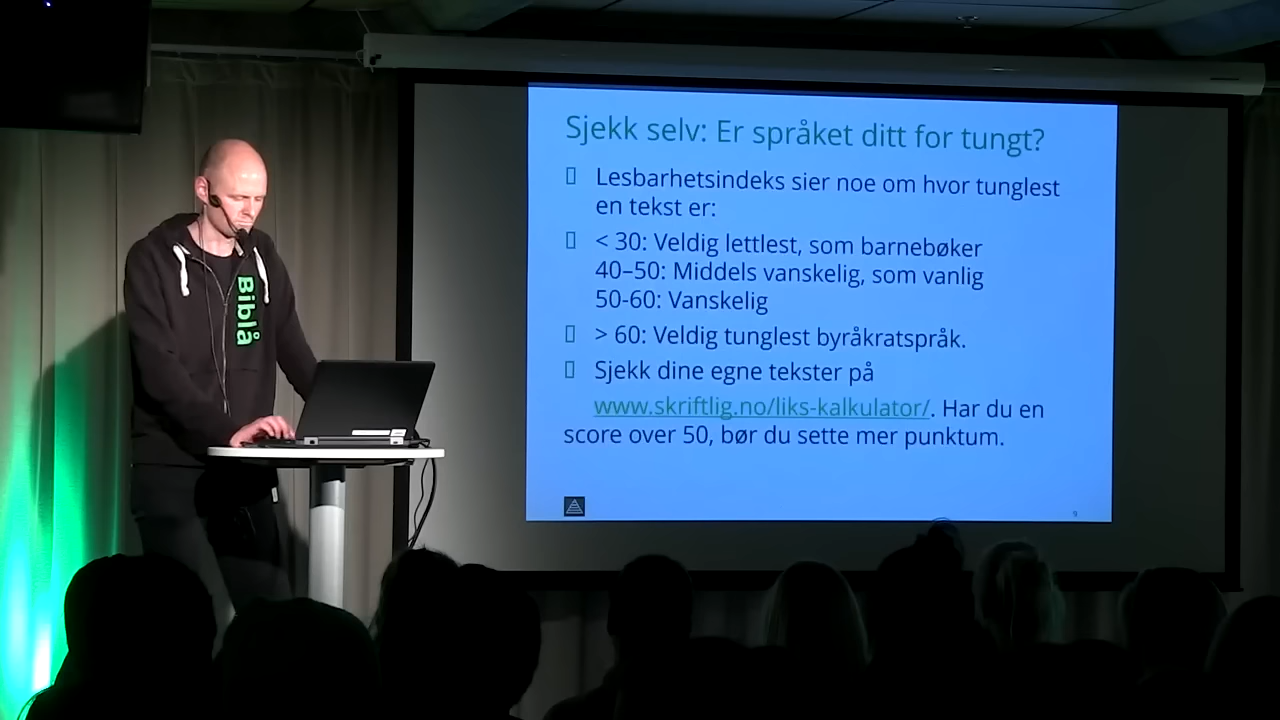 Sjekk selv: Er språket ditt for tungt?
Lesbarhetsindeks sier noe om hvor tunglest
en tekst er:
< 30: Veldig lettlest, som barnebøker
40–50: Middels vanskelig, som vanlig
50-60: Vanskelig
> 60: Veldig tunglest byråkratspråk.
Sjekk dine egne tekster på
www.skriftlig.no/liks-kalkulator/. Har du en
score over 50, bør du sette mer punktum.
9
Biblå